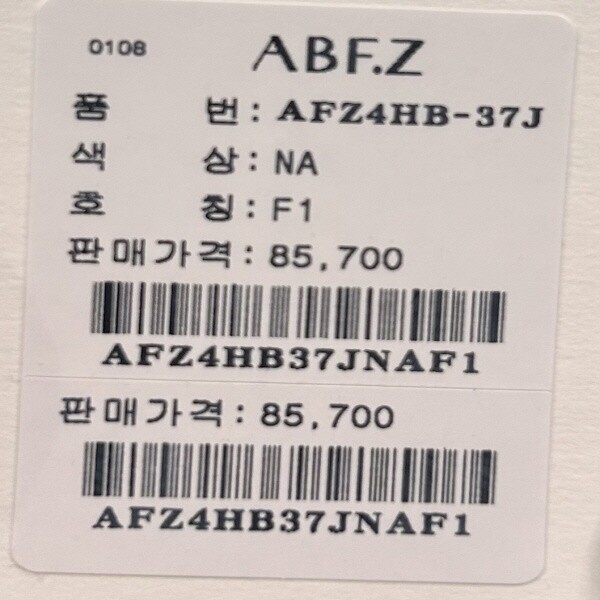 0108 ABF.Z
품 번 : AFZ4HB-37J
색 상 : NA
호 칭 : F1
판매가격 : 85,700
AFZ4HB37JNAF1
판매가격 : 85,700
AFZ4HB37JNAF1